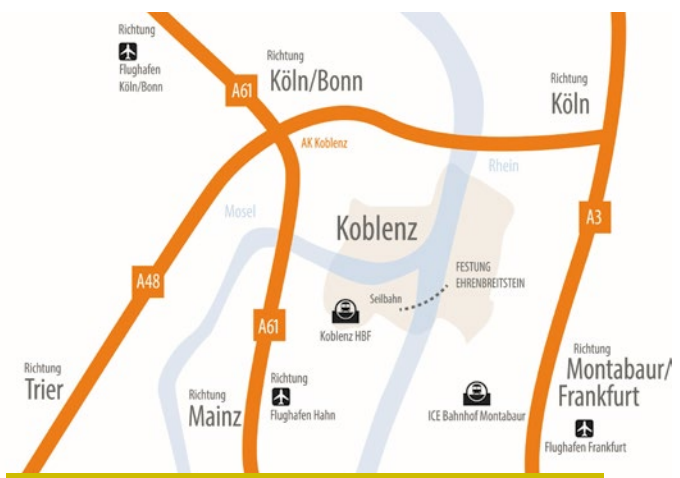 Richtung
Flughafen
Köln/Bonn
Richtung
Köln/Bonn
Richtung
Köln
A61
AK Koblenz
Rhein
Mosel
Koblenz
A3
FESTUNG
EHRENBREITSTEIN
A48
Seilbahn
A61
Koblenz HBF
Richtung
Trier
Richtung
Mainz
Richtung
Flughafen Hahn
ICE Bahnhof Montabaur
Richtung
Montabaur/
Frankfurt
Flughafen Frankfurt